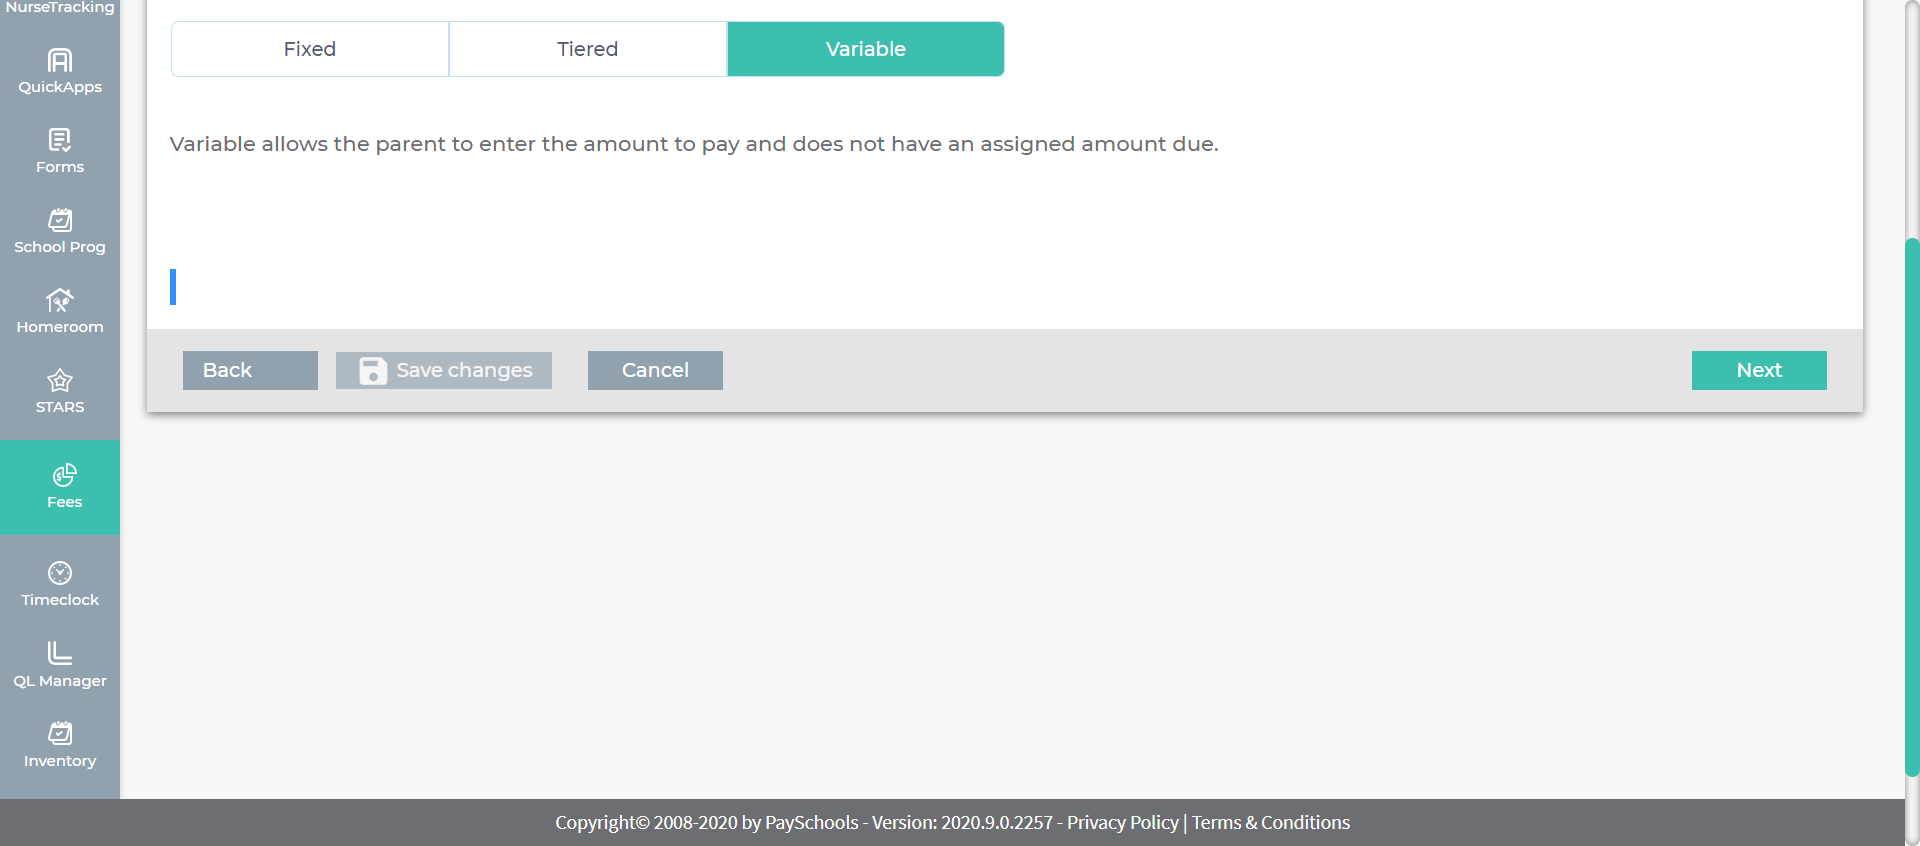 NurseTracking
QuickApps
Forms
School Prog
Homeroom
STARS
Fees
Timeclock
QL Manager
Inventory
Fixed
Tiered
Variable
Variable allows the parent to enter the amount to pay and does not have an assigned amount due.
Back
Save changes
Cancel
Next
Copyright© 2008-2020 by PaySchools - Version: 2020.9.0.2257 - Privacy Policy | Terms & Conditions